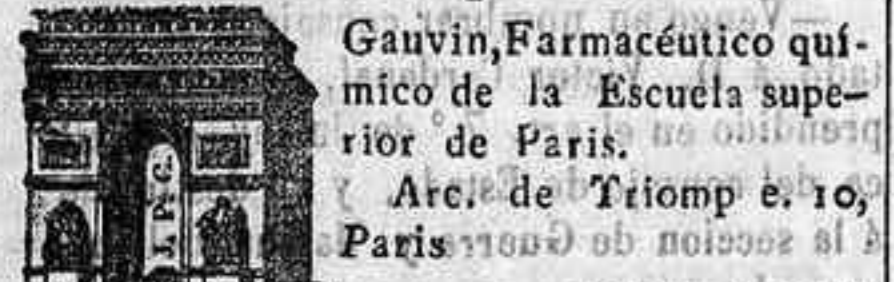 Gauvin,Farmacéutico quí-
mico de la Escuela supe-
rior de Paris.
Arc. de Triomp e. 10,
Paris
J. P. G.